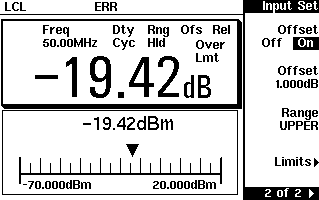 LCL ERR Input Set
Freq Dty Rng Ofs Rel
50.00MHz Cyc Hld Over
Lmt
-19.42dB
-19.42dBm
-70.000dBm 20.000dBm
Offset
Off On
Offset
1.000dB
Range
UPPER
Limits
2 of 2